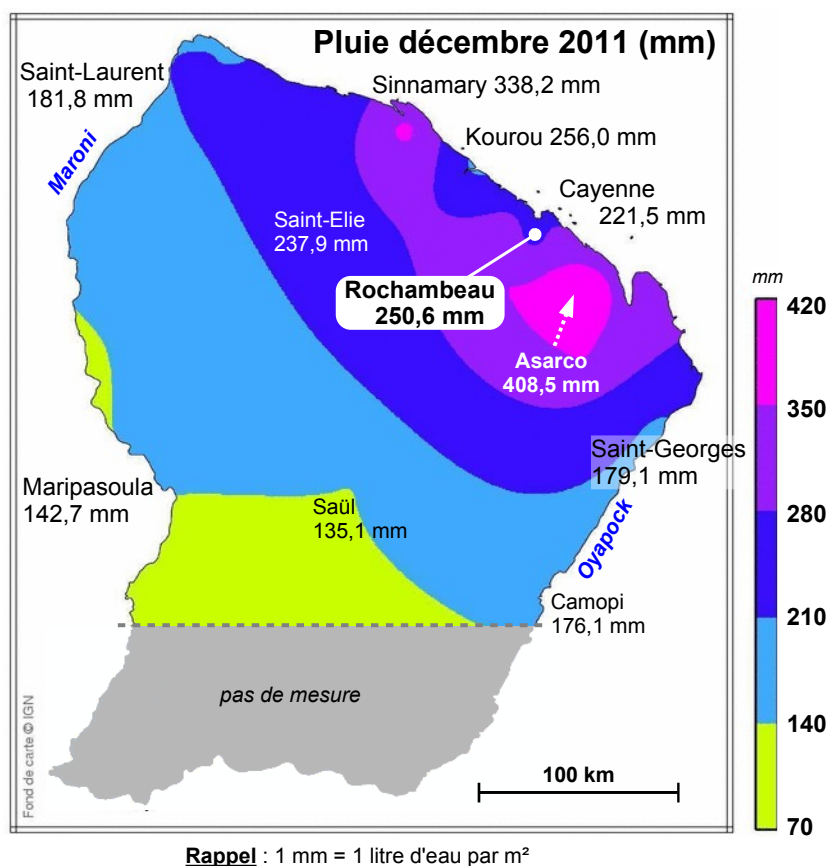 Pluie décembre 2011 (mm)
Saint-Laurent
181,8 mm
Sinnamary 338,2 mm
Maroni
Kourou 256,0 mm
Cayenne
221,5 mm
Saint-Elie
237,9 mm
Rochambeau
250,6 mm
mm
420
Asarco
408,5 mm
350
Saint-Georges
179,1 mm
Maripasoula
142,7 mm
Saül
135,1 mm
280
Oyapock
Camopi
176,1 mm
210
pas de mesure
140
100 km
70
Fond de carte © IGN
Rappel : 1 mm = 1 litre d'eau par m²